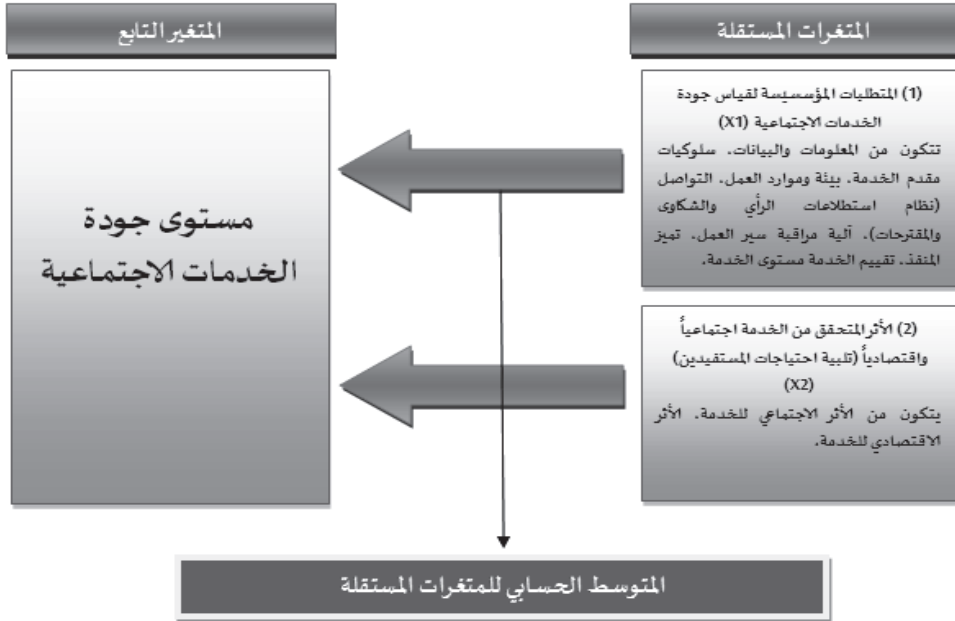 المتغرات المستقلة
(1) المتطلبات المؤسسيسة لقياس جودة
الخدمات الاجتماعية (X1)
تتكون من المعلومات والبيانات. سلوكيات
مقدم الخدمة. بيئة وموارد العمل. التواصل
(نظام استطلاعات الرأي والشكاوى
والمقترحات). آلية مراقبة سير العمل. تميز
المنفذ. تقييم الخدمة مستوى الخدمة.
(2) الأثر المتحقق من الخدمة اجتماعياً
واقتصادياً (تلبية احتياجات المستفيدين)
(X2)
يتكون من الأثر الاجتماعي للخدمة. الأثر
الاقتصادي للخدمة.
المتغير التابع
مستوى جودة
الخدمات الاجتماعية
المتوسط الحسابي للمتغرات المستقلة